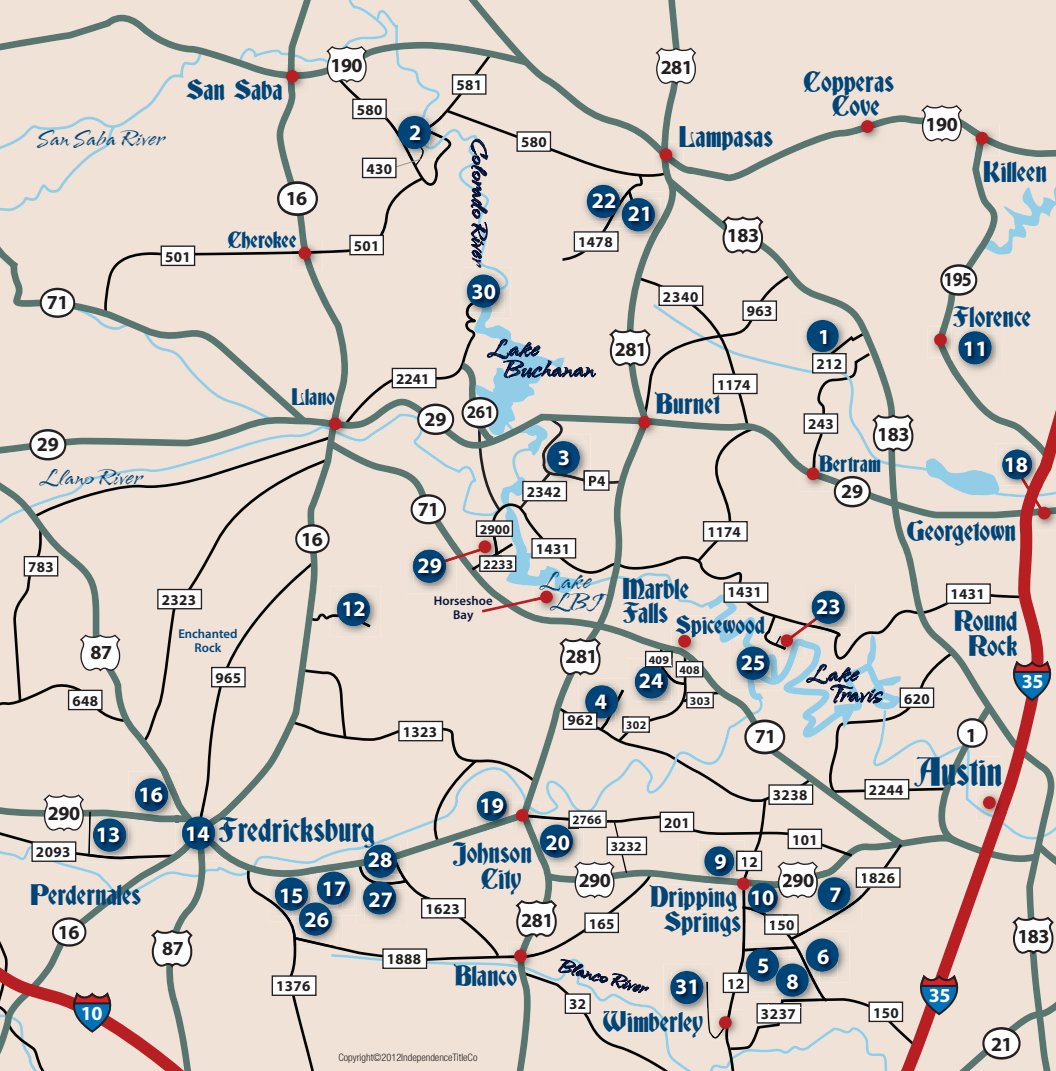 190
281
581
San Saba
Copperas
Cove
580
190
2
San Saba River
Lampasas
580
430
Killeen
Colorado River
16
22
21
183
Cherokee
1478
501
501
195
30
71
2340
963
Florence
1
11
281
Lake
Buchanan
212
2241
1174
Llano
Burnet
261
29
243
183
29
3
Bertram
18
Llano River
P4
2342
29
71
2900
1174
Georgetown
16
1431
783
29
2233
Lake
LBJ
Marble
Falls
1431
1431
2323
Horseshoe
Bay
12
23
Spicewood
Round
Rock
Enchanted
Rock
87
281
409
25
408
965
24
Lake
Travis
35
648
4
303
620
962
302
1323
71
1
Austin
16
3238
2244
19
290
2766
201
13
14
Fredricksburg
101
20
3232
2093
Johnson
City
28
9
12
290
290
1826
15
17
27
Dripping
Springs
10
7
Perdernales
26
1623
281
165
150
16
87
183
1888
6
5
Blanco
Blanco River
8
1376
31
12
35
32
10
Wimberley
3237
150
21
Copyright©2012IndependenceTitleCo